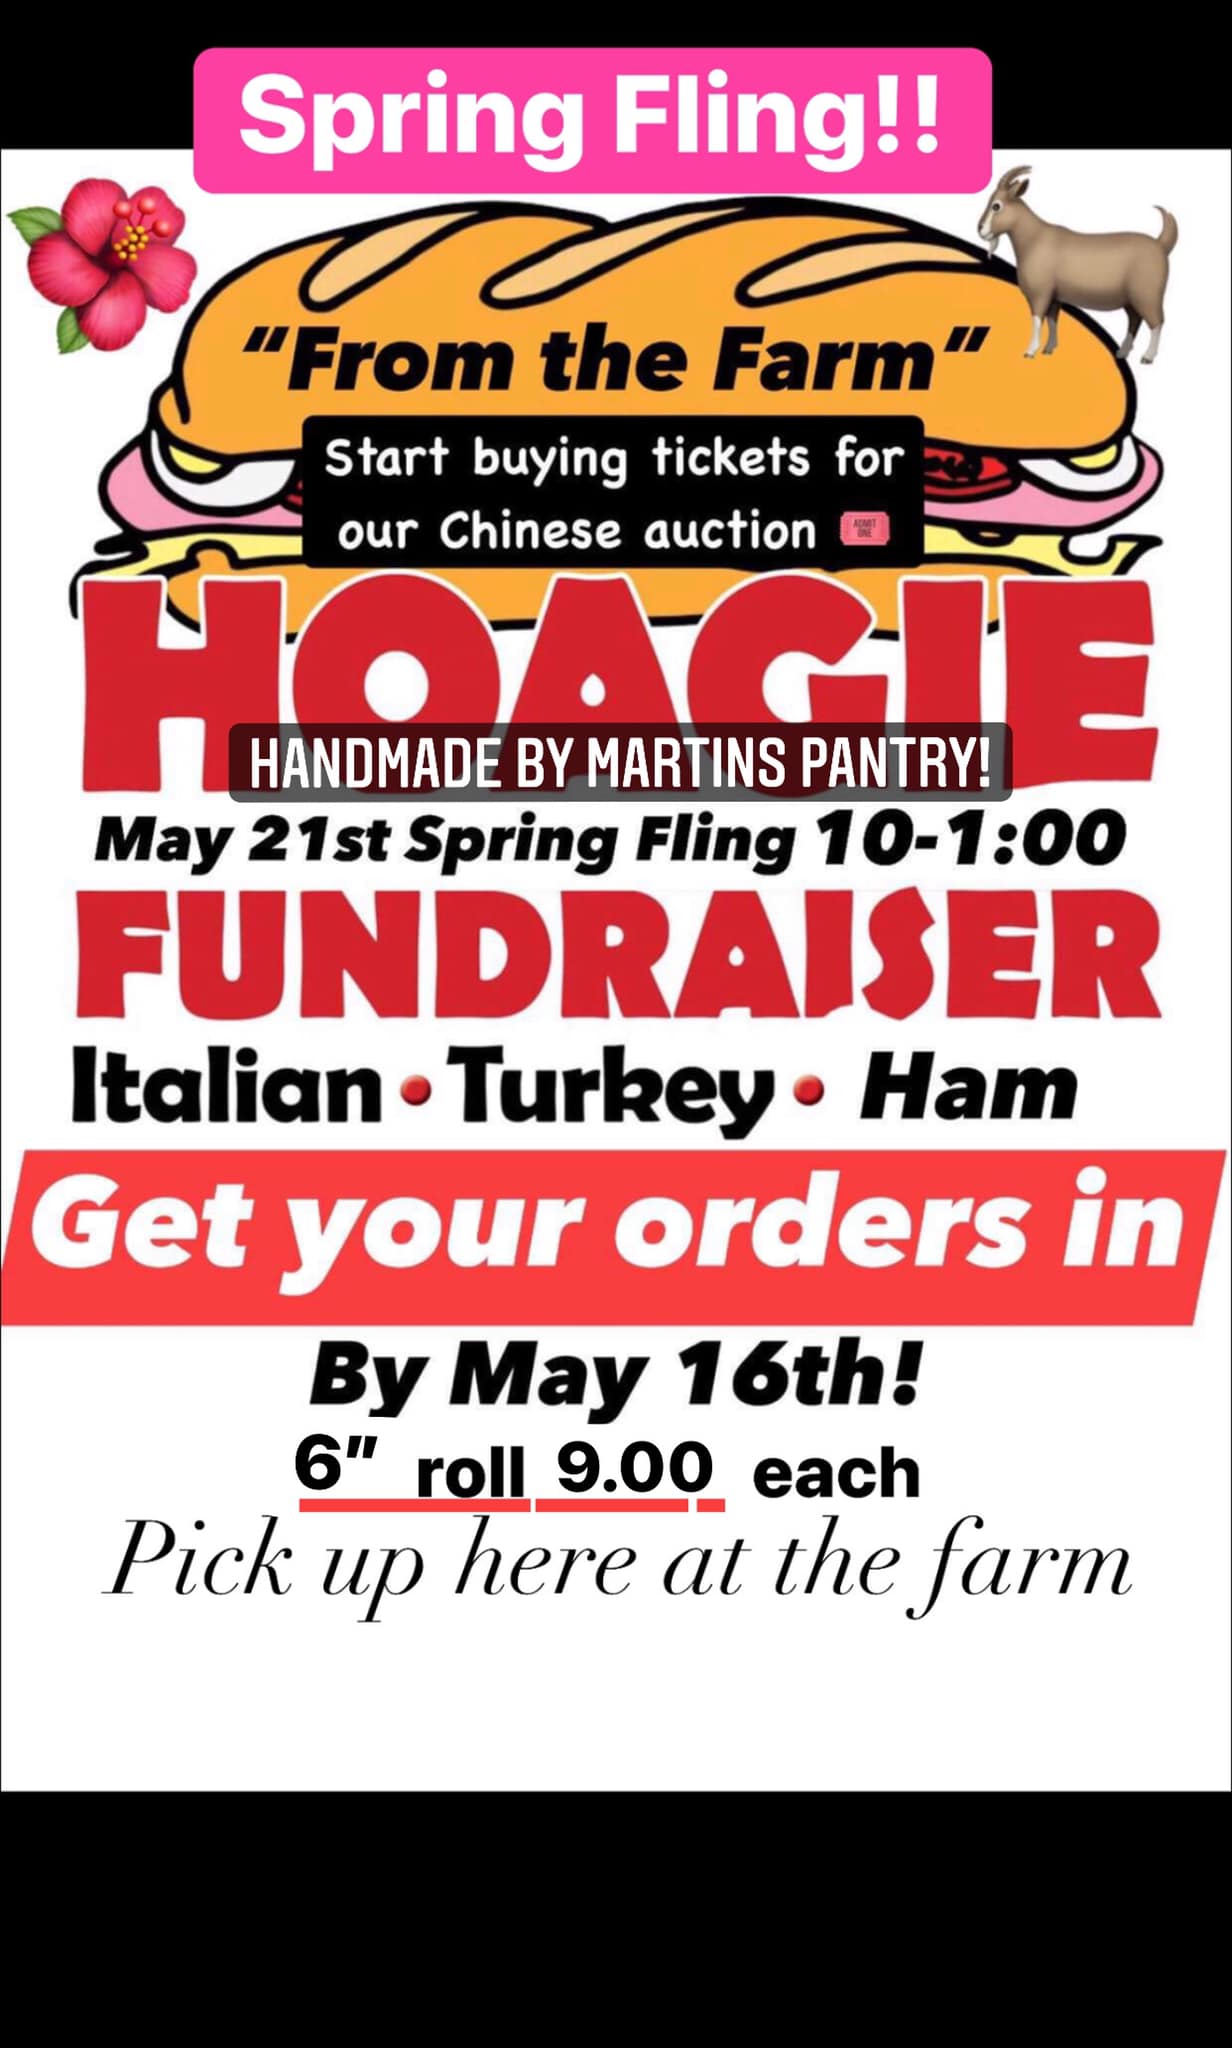 Spring Fling!!
"From the Farm"
Start buying tickets for
our Chinese auction
ADMIT
ONE
HOAGIE
HANDMADE BY MARTINS PANTRY!
May 21st Spring Fling 10-1:00
FUNDRAISER
Italian • Turkey • Ham
Get your orders in
By May 16th!
6" roll 9.00 each
Pick up here at the farm